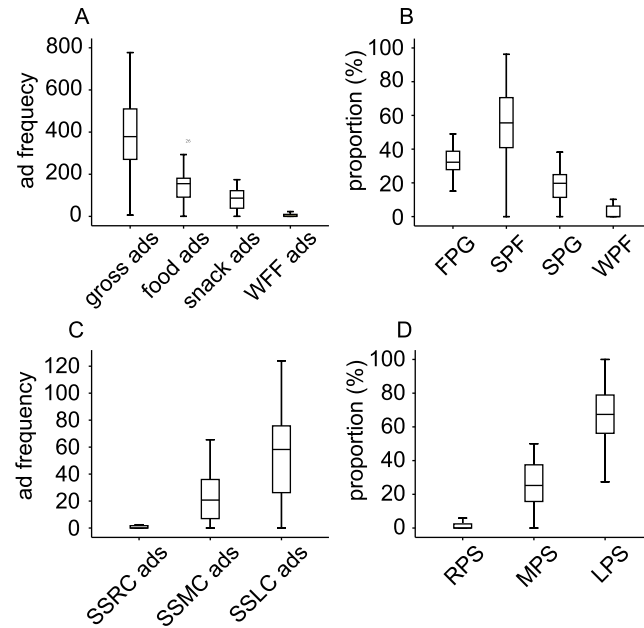 A
ad frequecy
800
600
400
200
0
26
gross ads
food ads
snack ads
WFF ads
B
proportion (%)
100
80
60
40
20
0
FPG
SPF
SPG
WPF
C
ad frequency
120
100
80
60
40
20
0
SSRC ads
SSMC ads
SSLC ads
D
proportion (%)
100
80
60
40
20
0
RPS
MPS
LPS